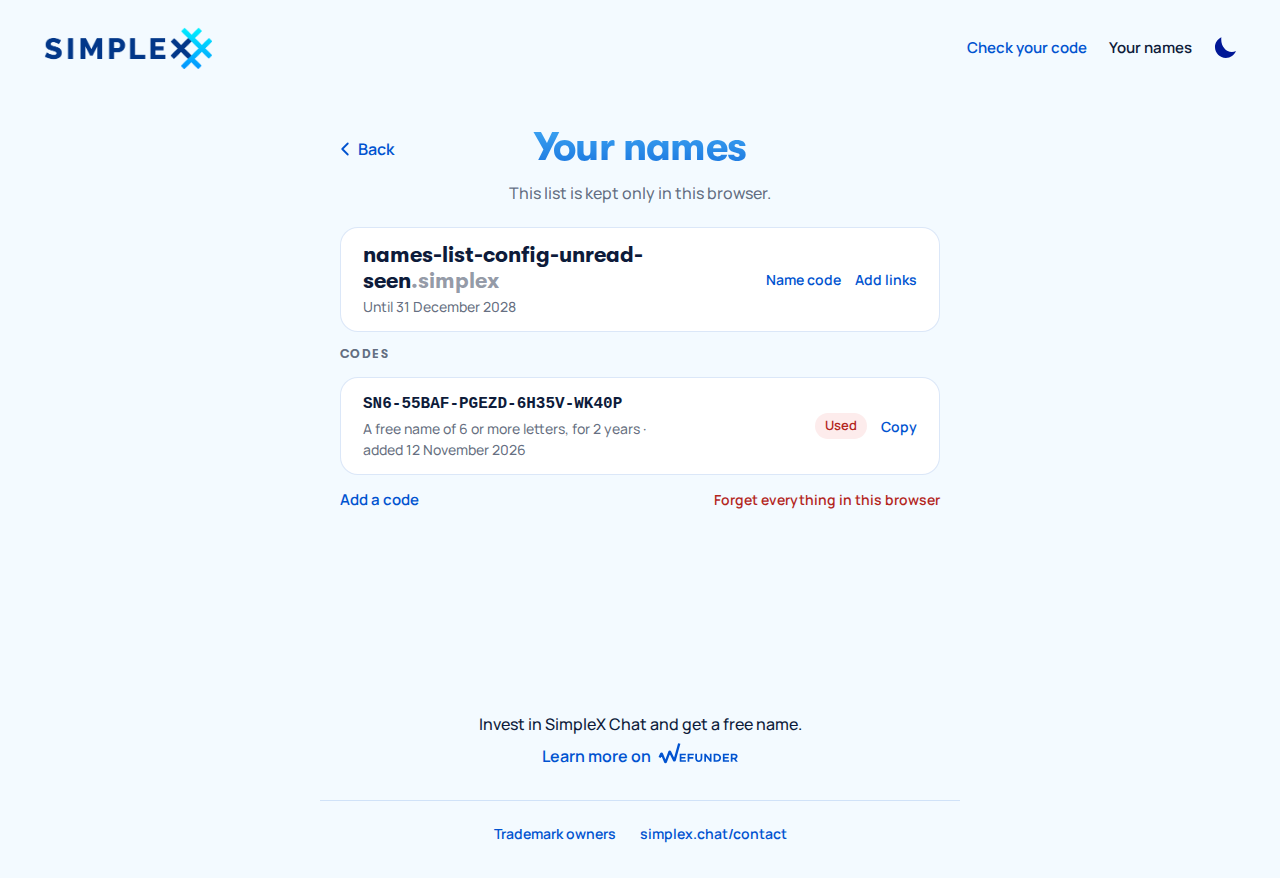 SIMPLEX
Check your code
Your names
Back
Your names
This list is kept only in this browser.
names-list-config-unread-
seen.simplex
Until 31 December 2028
Name code
Add links
CODES
SN6-55BAF-PGEZD-6H35V-WK40P
A free name of 6 or more letters, for 2 years ·
added 12 November 2026
Used
Copy
Add a code
Forget everything in this browser
Invest in SimpleX Chat and get a free name.
Learn more on WEFUNDER
Trademark owners
simplex.chat/contact